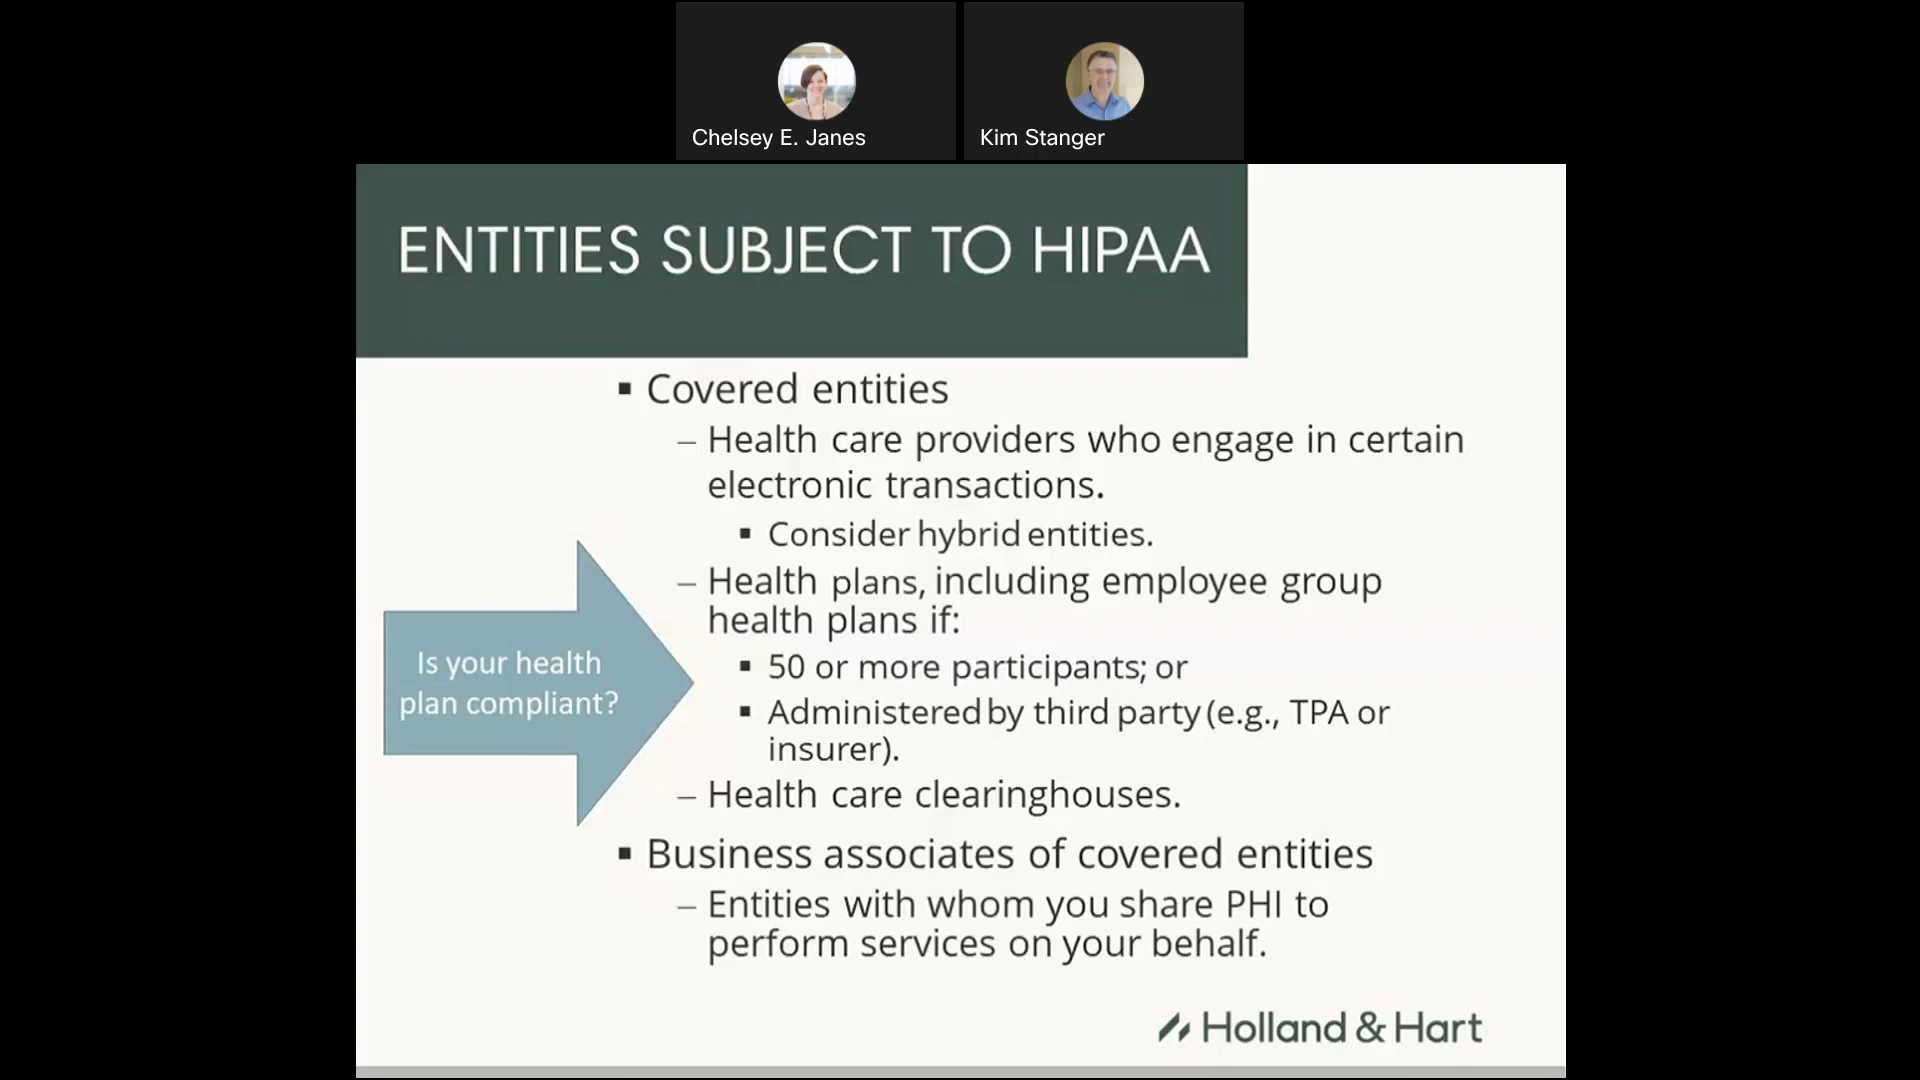 Chelsey E. Janes
Kim Stanger
ENTITIES SUBJECT TO HIPAA
▪ Covered entities
– Health care providers who engage in certain
electronic transactions.
▪ Consider hybrid entities.
– Health plans, including employee group
health plans if:
▪ 50 or more participants; or
▪ Administered by third party (e.g., TPA or
insurer).
– Health care clearinghouses.
▪ Business associates of covered entities
– Entities with whom you share PHI to
perform services on your behalf.
Is your health
plan compliant?
Holland & Hart